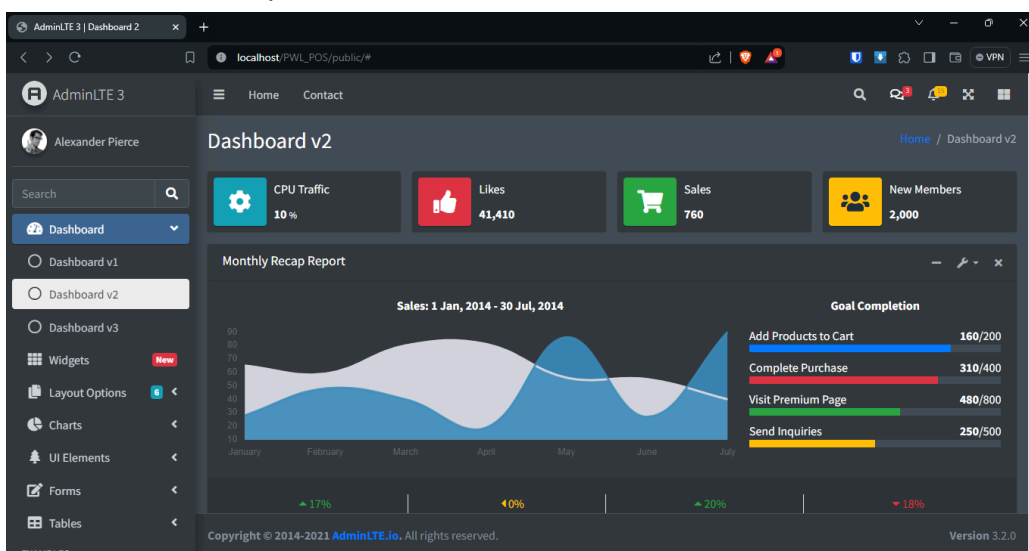 AdminLTE 3 | Dashboard 2
localhost/PWL_POS/public/#
VPN
AdminLTE 3
Home Contact
3
15
Alexander Pierce
Dashboard v2
Home / Dashboard v2
Search
CPU Traffic
10 %
Likes
41,410
Sales
760
New Members
2,000
Dashboard
Dashboard v1
Dashboard v2
Dashboard v3
Widgets New
Layout Options 6
Charts
UI Elements
Forms
Tables
Monthly Recap Report
Sales: 1 Jan, 2014 - 30 Jul, 2014
90
80
70
60
50
40
30
20
10
January February March April May June July
Goal Completion
Add Products to Cart 160/200
Complete Purchase 310/400
Visit Premium Page 480/800
Send Inquiries 250/500
17% 0% 20% 18%
Copyright © 2014-2021 AdminLTE.io. All rights reserved.
Version 3.2.0